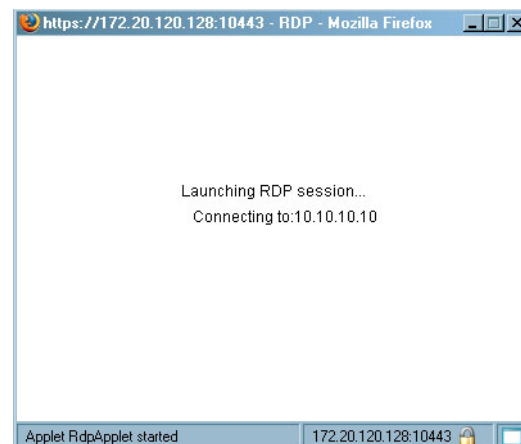 https://172.20.120.128:10443 - RDP - Mozilla Firefox
Launching RDP session...
Connecting to:10.10.10.10
Applet RdpApplet started
172.20.120.128:10443